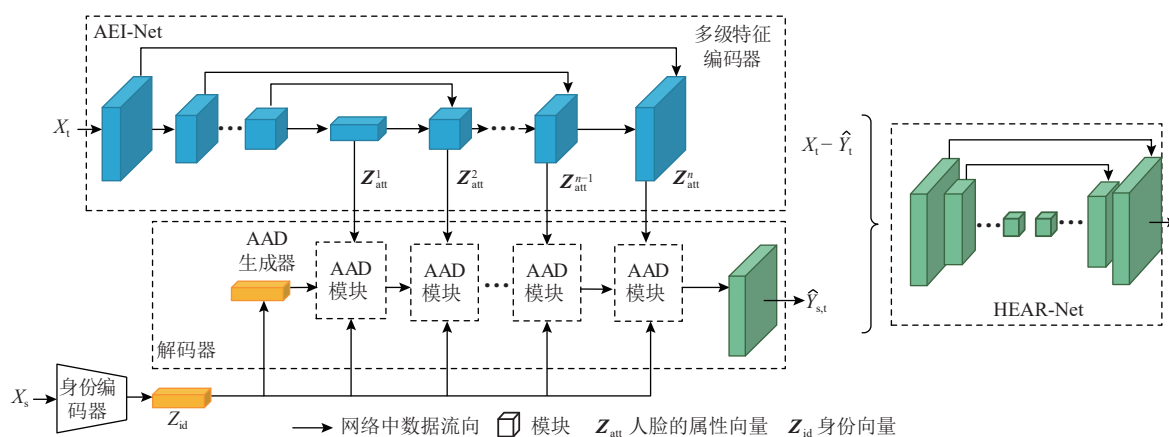 AEI-Net
多级特征
编码器
X_t
Z^1_att
Z^2_att
Z^{n-1}_att
Z^n_att
X_t − Ŷ_t
HEAR-Net
AAD
生成器
AAD
模块
AAD
模块
AAD
模块
AAD
模块
Ŷ_{s,t}
解码器
X_s
身份编
码器
Z_id
网络中数据流向 模块 Z_att 人脸的属性向量 Z_id 身份向量